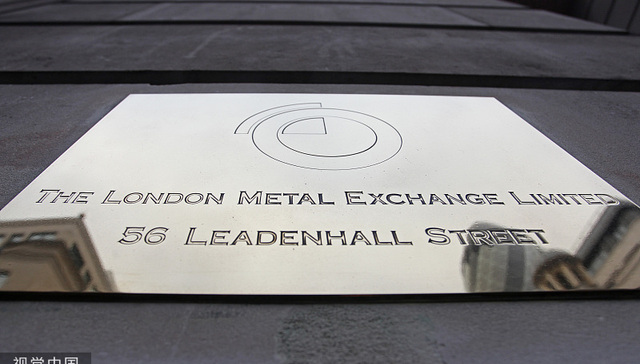 THE LONDON METAL EXCHANGE LIMITED
56 LEADENHALL STREET
视觉中国